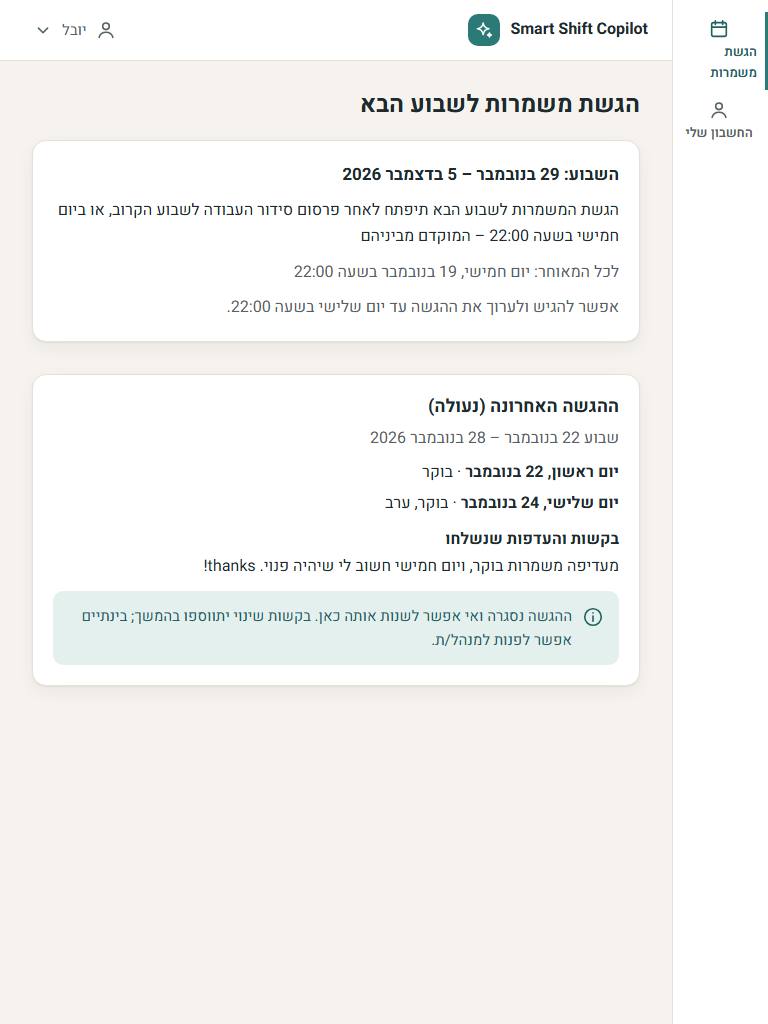 Smart Shift Copilot
יובל
הגשת
משמרות
החשבון שלי
הגשת משמרות לשבוע הבא
השבוע: 29 בנובמבר – 5 בדצמבר 2026
הגשת המשמרות לשבוע הבא תיפתח לאחר פרסום סידור העבודה לשבוע הקרוב, או ביום
חמישי בשעה 22:00 – המוקדם מביניהם
לכל המאוחר: יום חמישי, 19 בנובמבר בשעה 22:00
אפשר להגיש ולערוך את ההגשה עד יום שלישי בשעה 22:00.
ההגשה האחרונה (נעולה)
שבוע 22 בנובמבר – 28 בנובמבר 2026
יום ראשון, 22 בנובמבר · בוקר
יום שלישי, 24 בנובמבר · בוקר, ערב
בקשות והעדפות שנשלחו
מעדיפה משמרות בוקר, ויום חמישי חשוב לי שיהיה פנוי. thanks!
ההגשה נסגרה ואי אפשר לשנות אותה כאן. בקשות שינוי יתווספו בהמשך; בינתיים
אפשר לפנות למנהל/ת.